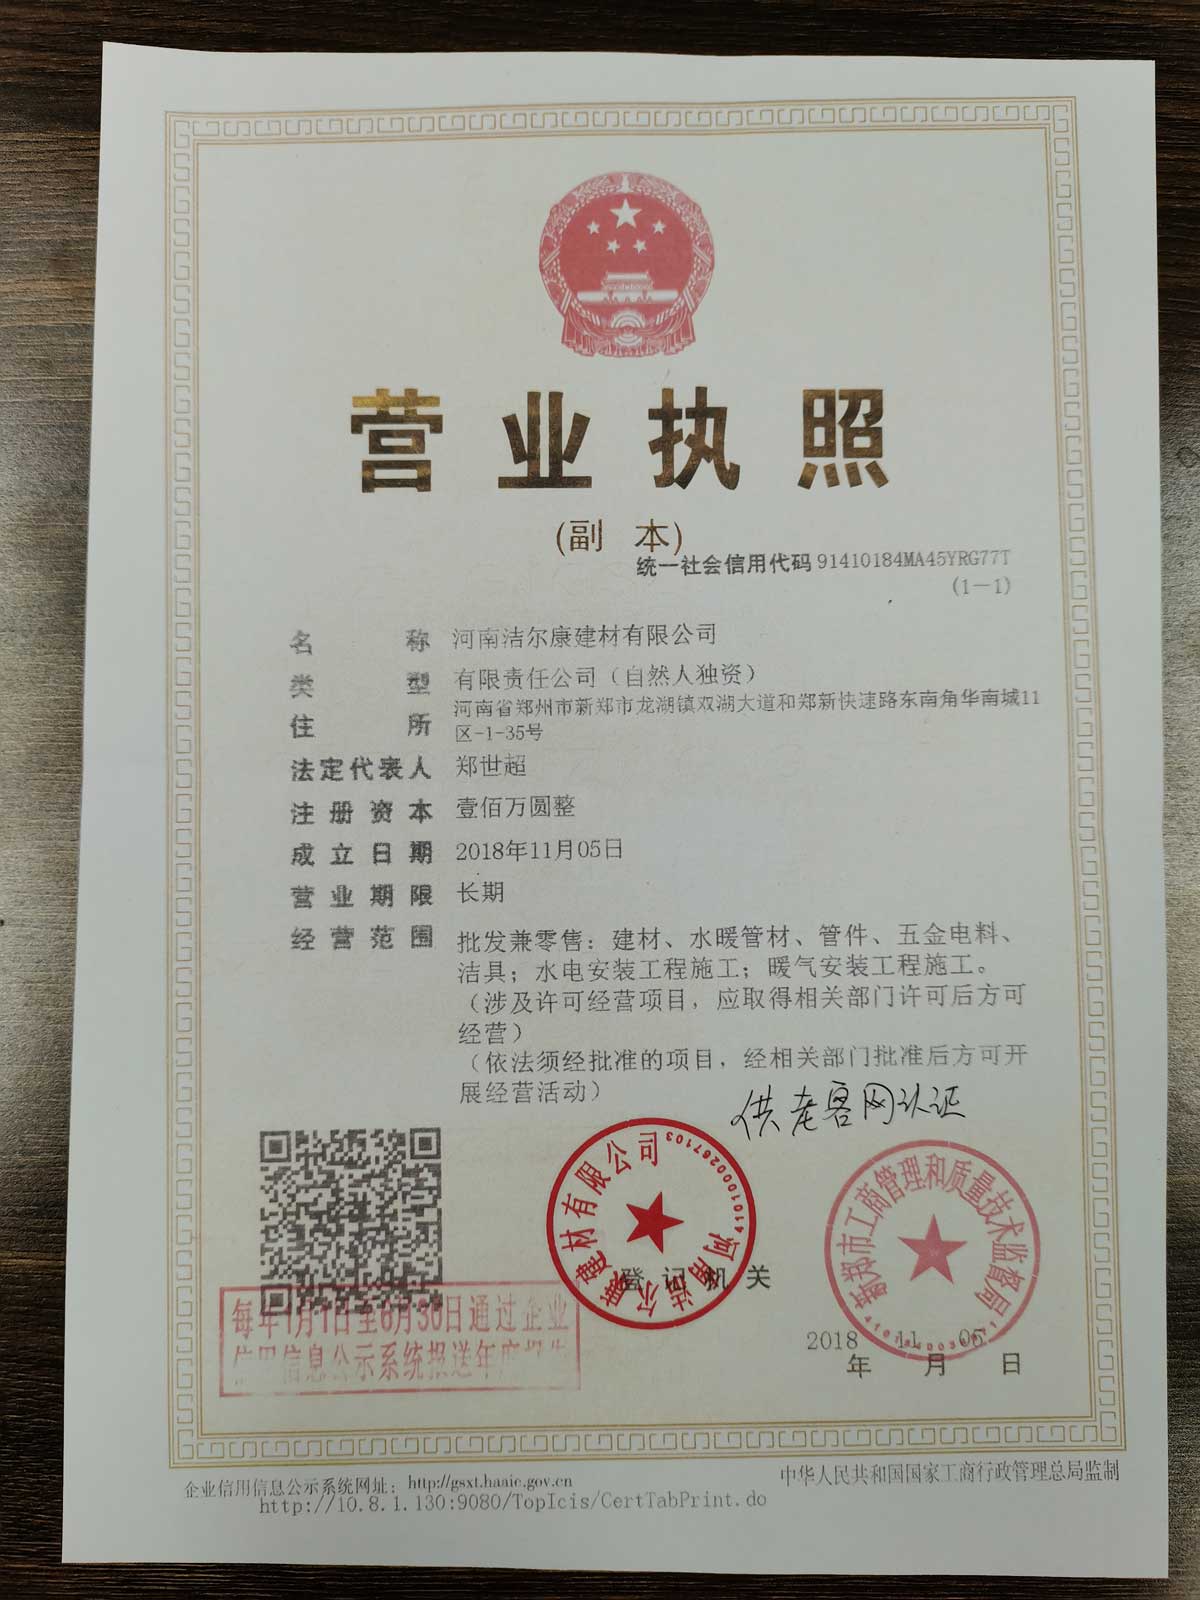 营业执照
(副 本)
统一社会信用代码 91410184MA45YRG77T
(1-1)
名称 河南洁尔康建材有限公司
类型 有限责任公司（自然人独资）
住所 河南省郑州市新郑市龙湖镇双湖大道和郑新快速路东南角华南城11
区-1-35号
法定代表人 郑世超
注册资本 壹佰万圆整
成立日期 2018年11月05日
营业期限 长期
经营范围 批发兼零售：建材、水暖管材、管件、五金电料、
洁具；水电安装工程施工；暖气安装工程施工。
（涉及许可经营项目，应取得相关部门许可后方可
经营）
（依法须经批准的项目，经相关部门批准后方可开
展经营活动）
供老客网认证
河南洁尔康建材有限公司
4101000267103
新郑市工商管理和质量技术监督局
登记机关
2018年11月05日
每年1月1日至6月30日通过企业
信用信息公示系统报送年度报告
企业信用信息公示系统网址：http://gsxt.haaic.gov.cn
中华人民共和国国家工商行政管理总局监制
http://10.8.1.130:9080/TopIcis/CertTabPrint.do